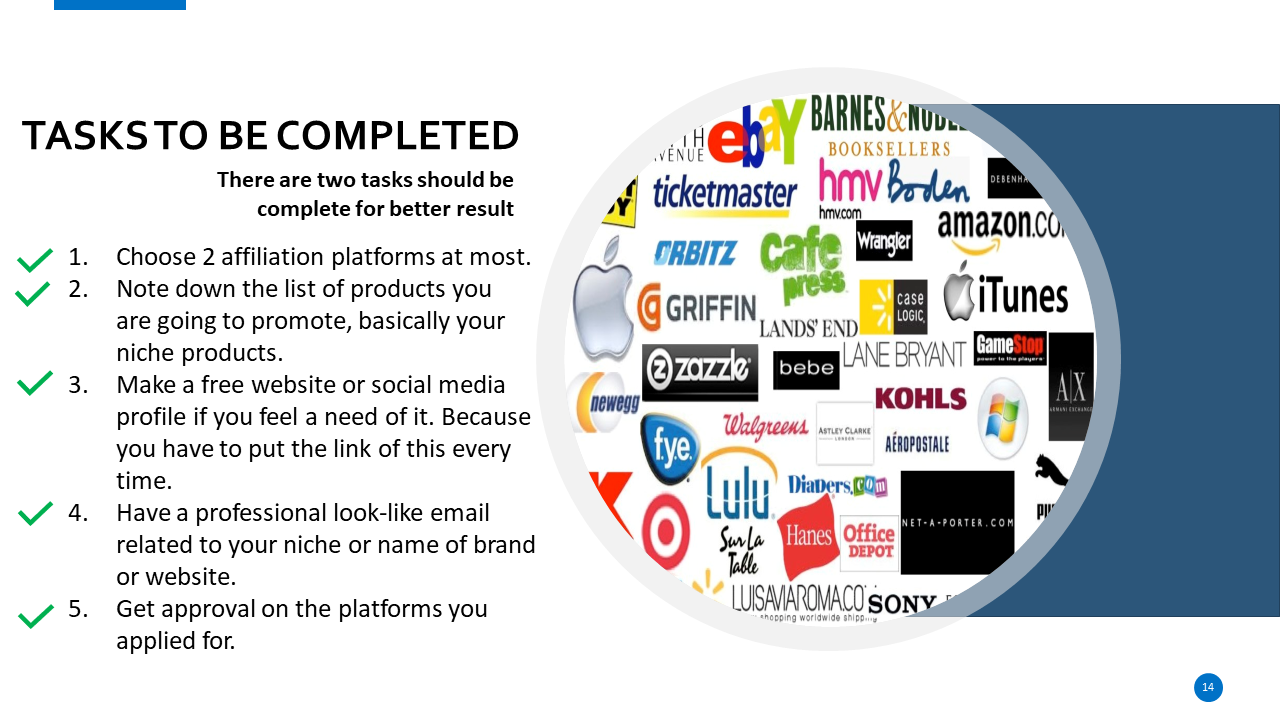 TASKS TO BE COMPLETED
There are two tasks should be
complete for better result
1. Choose 2 affiliation platforms at most.
2. Note down the list of products you
are going to promote, basically your
niche products.
3. Make a free website or social media
profile if you feel a need of it. Because
you have to put the link of this every
time.
4. Have a professional look-like email
related to your niche or name of brand
or website.
5. Get approval on the platforms you
applied for.
ebaY
BARNES & NOBLE
BOOKSELLERS
ticketmaster
hmv
hmv.com
Boden
DEBENHA
amazon.co
ORBITZ
cafe
press
Wrangler
GRIFFIN
CASE
LOGIC
iTunes
LANDS' END
zazzle
bebe
LANE BRYANT
GameStop
power to the players
A|X
ARMANI EXCHANGE
newegg
KOHLS
f.y.e.
Walgreens
ASTLEY CLARKE
LONDON
AÉROPOSTALE
LuLu
Diapers.com
NET-A-PORTER.COM
Sur La
Table
Hanes
Office
DEPOT
LUISAVIAROMA.CO
shopping worldwide shipping
SONY
14